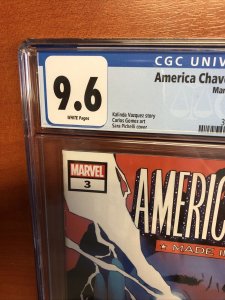 CGC UNIV
America Chave
9.6
WHITE Pages
Mar
Kalinda Vazquez story
Carlos Gomez art
Sara Pichelli cover
3
MARVEL
3
AMERIC
MADE I